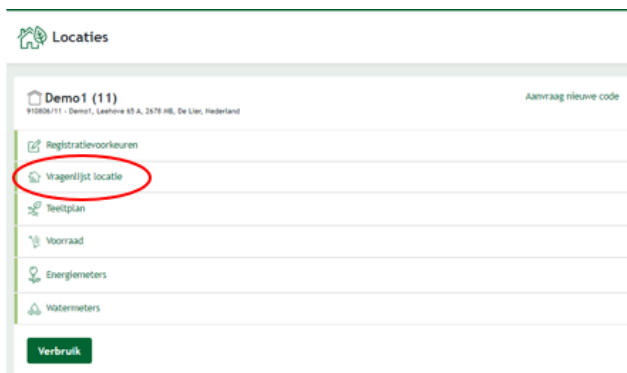 Locaties
Demo1 (11)
Aanvraag nieuwe code
910806/11 - Demo1, Leehove 65 A, 2678 MB, De Lier, Nederland
Registratievoorkeuren
Vragenlijst locatie
Teeltplan
Voorraad
Energiemeters
Watermeters
Verbruik